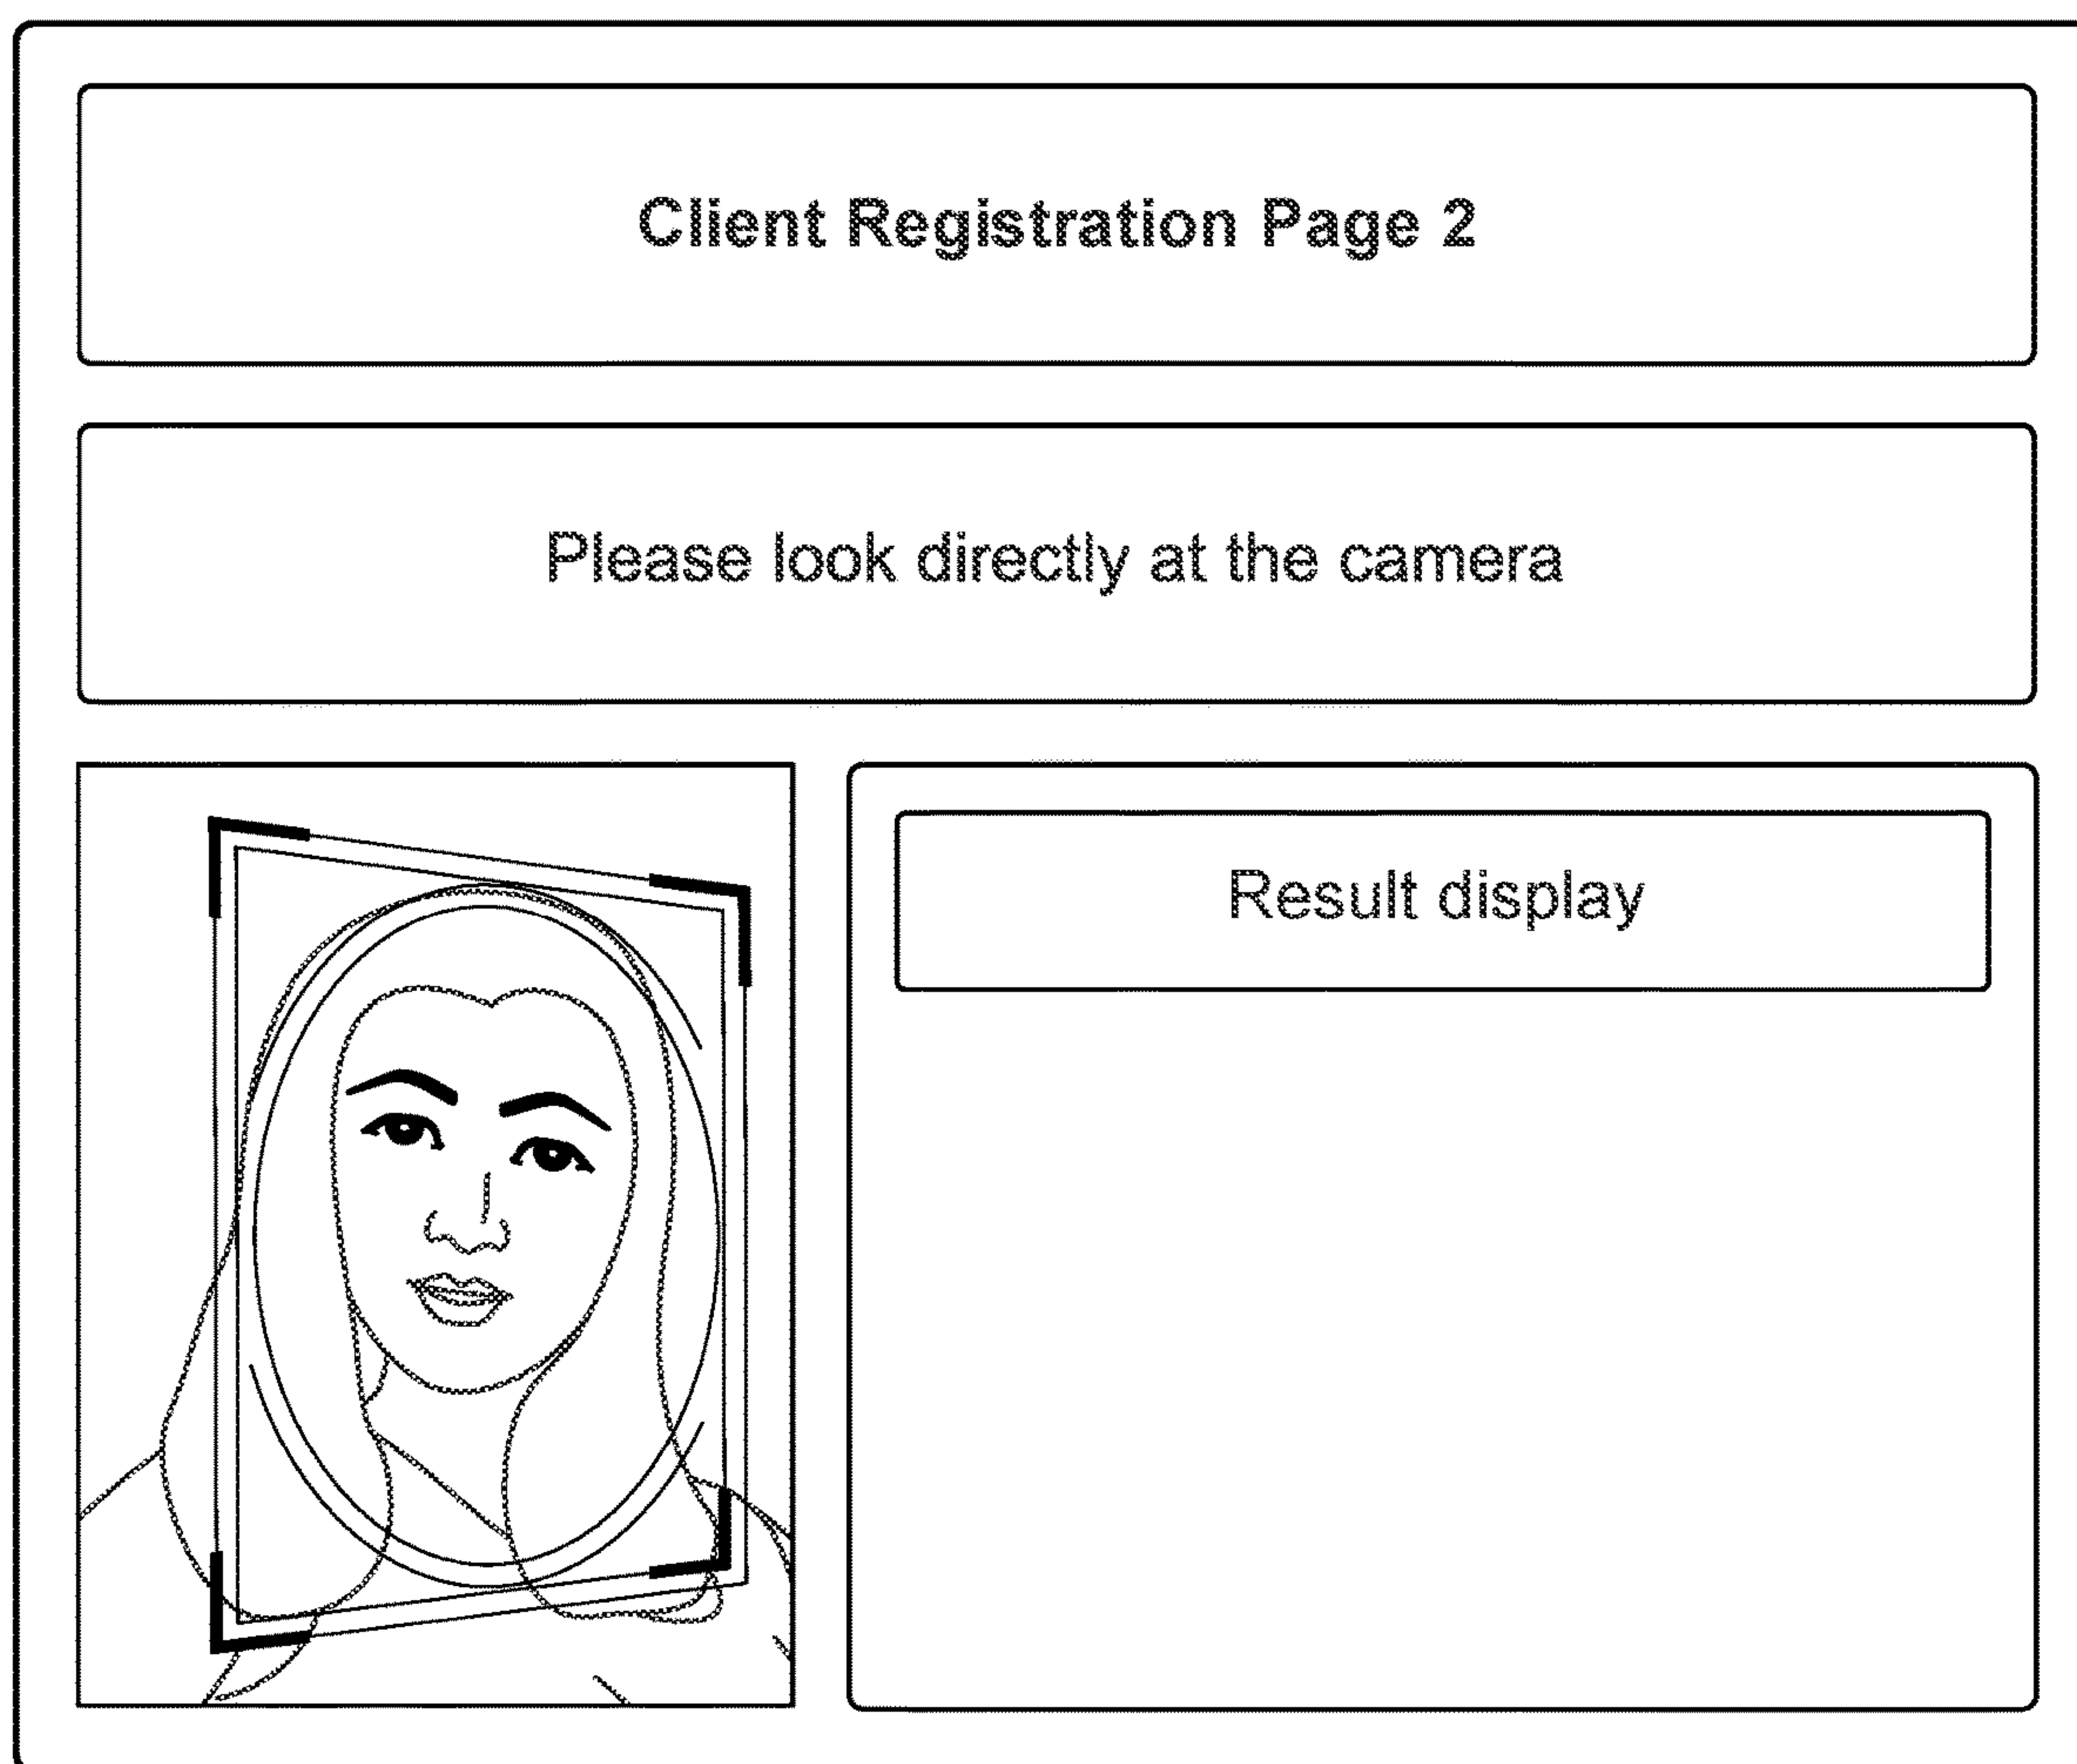 Client Registration Page 2
Please look directly at the camera
Result display